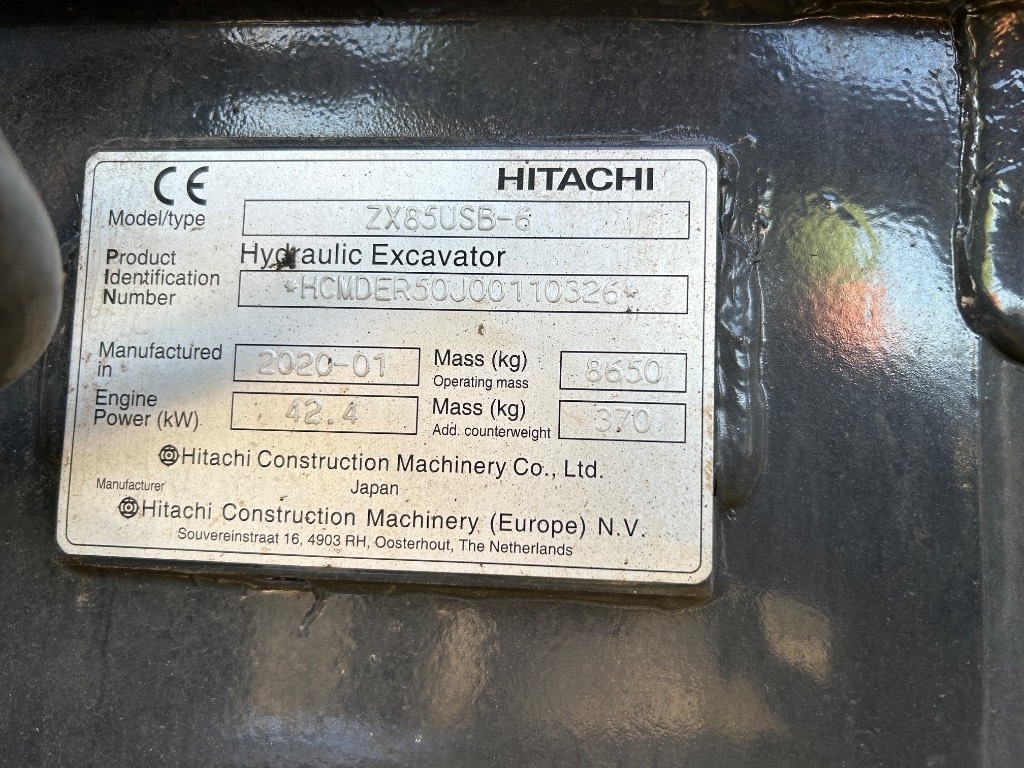 CE HITACHI
Model/type ZX85USB-6
Hydraulic Excavator
Product
Identification
Number
*HCMDER50J00110326*
Manufactured
in
2020-01
Mass (kg)
Operating mass
8650
Engine
Power (kW)
42.4
Mass (kg)
Add. counterweight
370
Hitachi Construction Machinery Co., Ltd.
Japan
Manufacturer
Hitachi Construction Machinery (Europe) N.V.
Souvereinstraat 16, 4903 RH, Oosterhout, The Netherlands